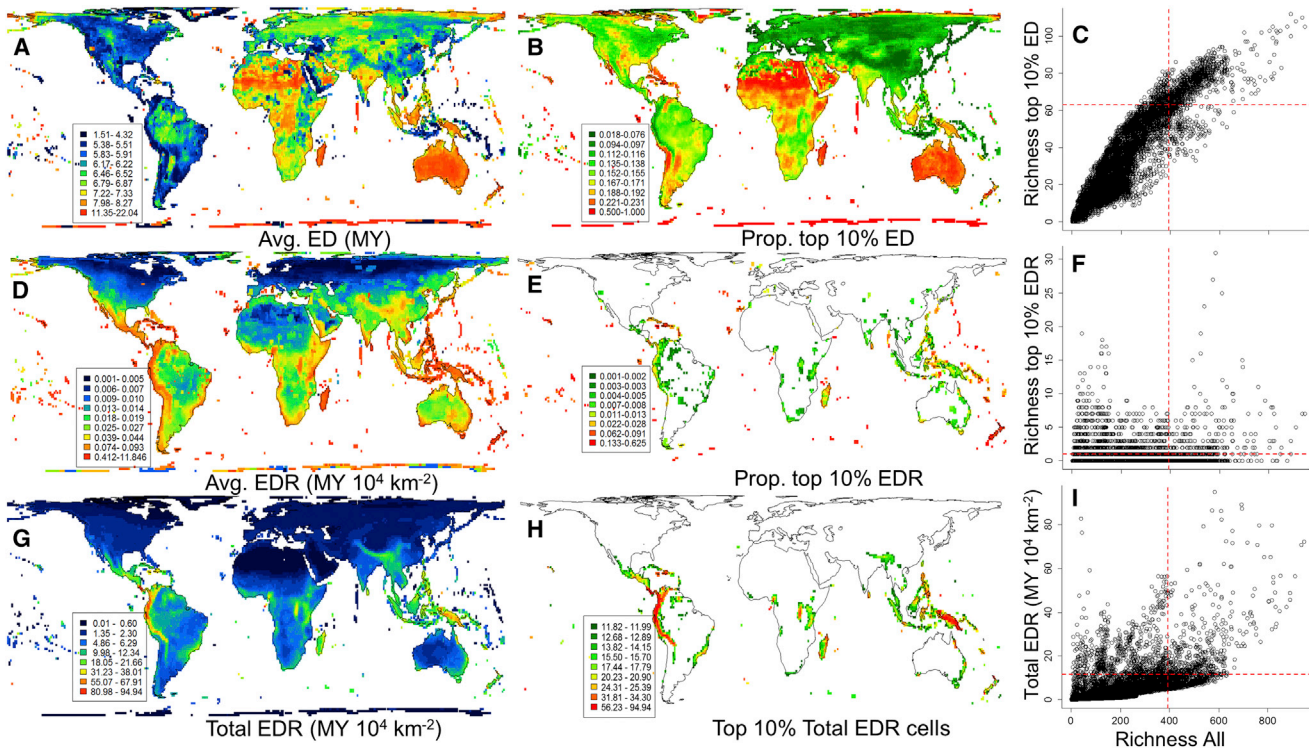 A
1.51- 4.32
5.38- 5.51
5.83- 5.91
6.17- 6.22
6.46- 6.52
6.79- 6.87
7.22- 7.33
7.98- 8.27
11.35-22.04
Avg. ED (MY)
B
0.018-0.076
0.094-0.097
0.112-0.116
0.135-0.138
0.152-0.155
0.167-0.171
0.188-0.192
0.221-0.231
0.500-1.000
Prop. top 10% ED
C
Richness top 10% ED
0 20 40 60 80 100
D
0.001- 0.005
0.006- 0.007
0.009- 0.010
0.013- 0.014
0.018- 0.019
0.025- 0.027
0.039- 0.044
0.074- 0.093
0.412-11.846
Avg. EDR (MY 10⁴ km⁻²)
E
0.001-0.002
0.003-0.003
0.004-0.005
0.007-0.008
0.011-0.013
0.022-0.028
0.062-0.091
0.133-0.625
Prop. top 10% EDR
F
Richness top 10% EDR
0 5 10 15 20 25 30
G
0.01 - 0.60
1.35 - 2.30
4.86 - 6.29
9.98 - 12.34
18.05 - 21.66
31.23 - 38.01
55.07 - 67.91
80.98 - 94.94
Total EDR (MY 10⁴ km⁻²)
H
11.82 - 11.99
12.68 - 12.89
13.82 - 14.15
15.50 - 15.70
17.44 - 17.79
20.23 - 20.90
24.31 - 25.39
31.81 - 34.30
56.23 - 94.94
Top 10% Total EDR cells
I
Total EDR (MY 10⁴ km⁻²)
0 20 40 60 80
0 200 400 600 800
Richness All